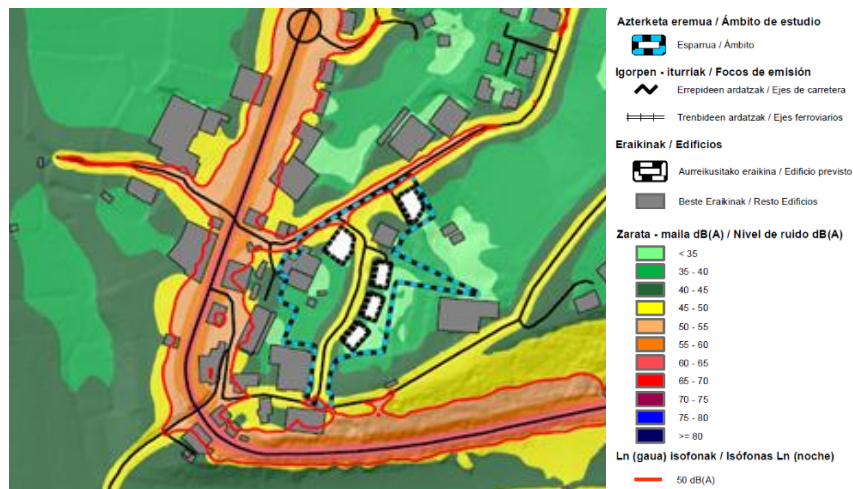 Azterketa eremua / Ámbito de estudio
Esparrua / Ámbito
Igorpen - iturriak / Focos de emisión
Errepideen ardatzak / Ejes de carretera
Trenbideen ardatzak / Ejes ferroviarios
Eraikinak / Edificios
Aurreikusitako eraikina / Edificio previsto
Beste Eraikinak / Resto Edificios
Zarata - maila dB(A) / Nivel de ruido dB(A)
< 35
35 - 40
40 - 45
45 - 50
50 - 55
55 - 60
60 - 65
65 - 70
70 - 75
75 - 80
>= 80
Ln (gaua) isofonak / Isófonas Ln (noche)
50 dB(A)